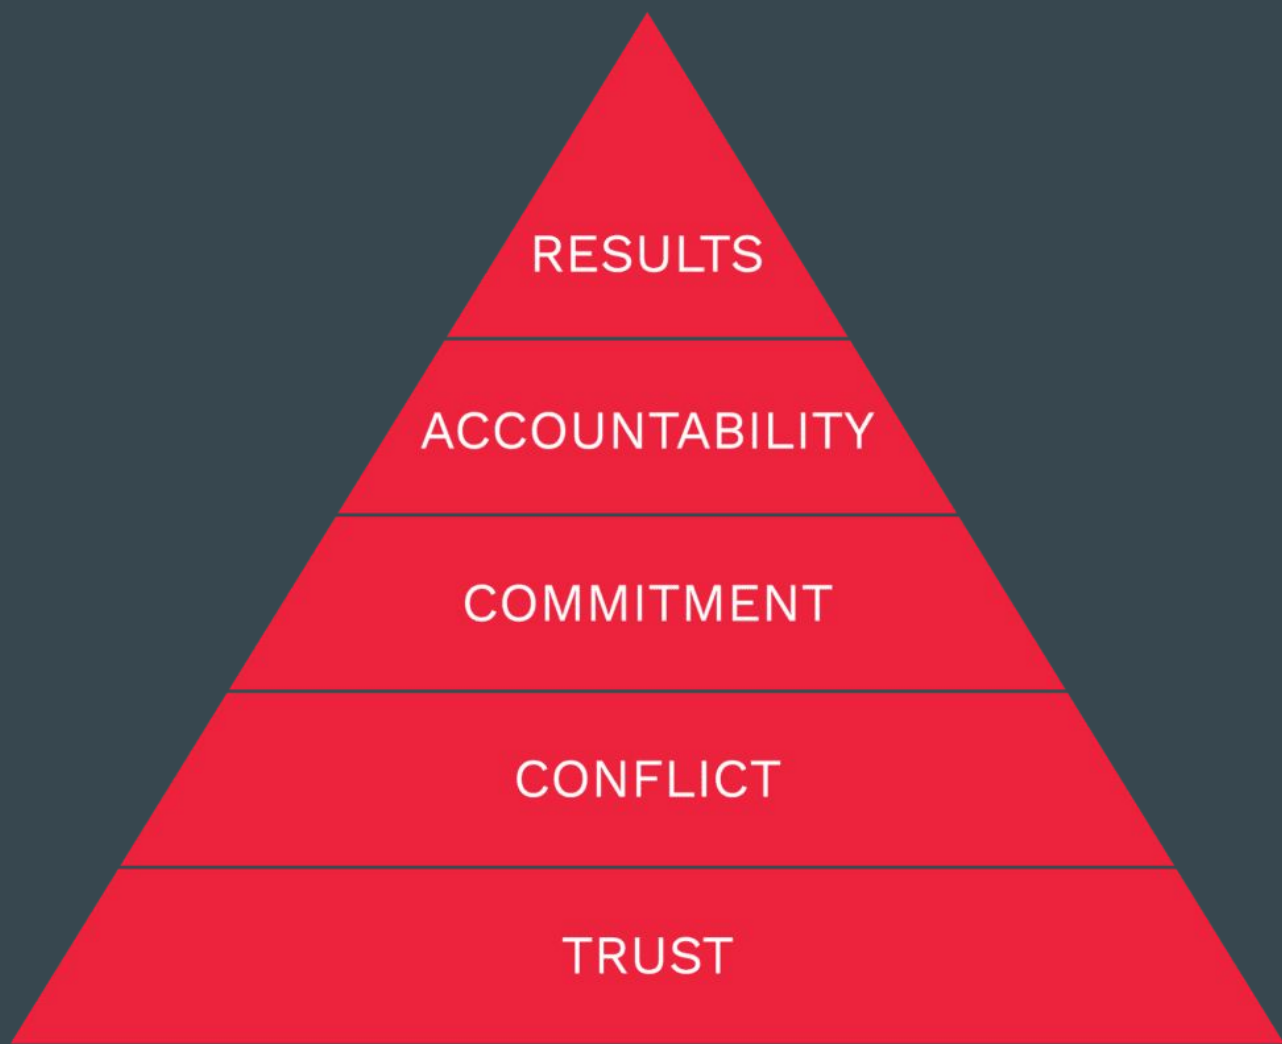 RESULTS
ACCOUNTABILITY
COMMITMENT
CONFLICT
TRUST